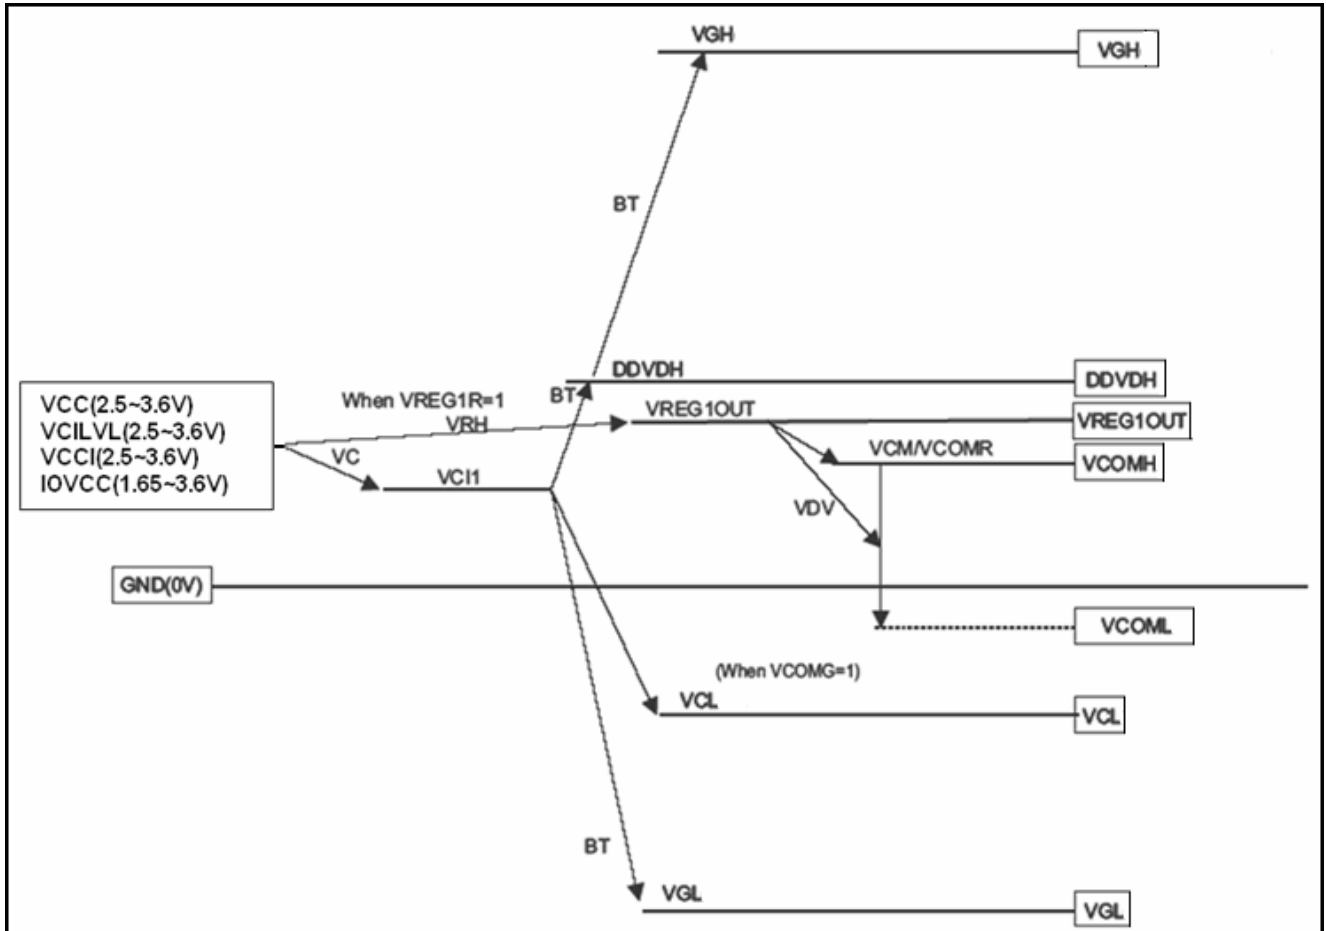 VGH
VGH
BT
DDVDH
DDVDH
BT
When VREG1R=1
VRH
VREG1OUT
VREG1OUT
VCC(2.5~3.6V)
VCILVL(2.5~3.6V)
VCCI(2.5~3.6V)
IOVCC(1.65~3.6V)
VC
VCI1
VCM/VCOMR
VCOMH
VDV
GND(0V)
VCOML
(When VCOMG=1)
VCL
VCL
BT
VGL
VGL